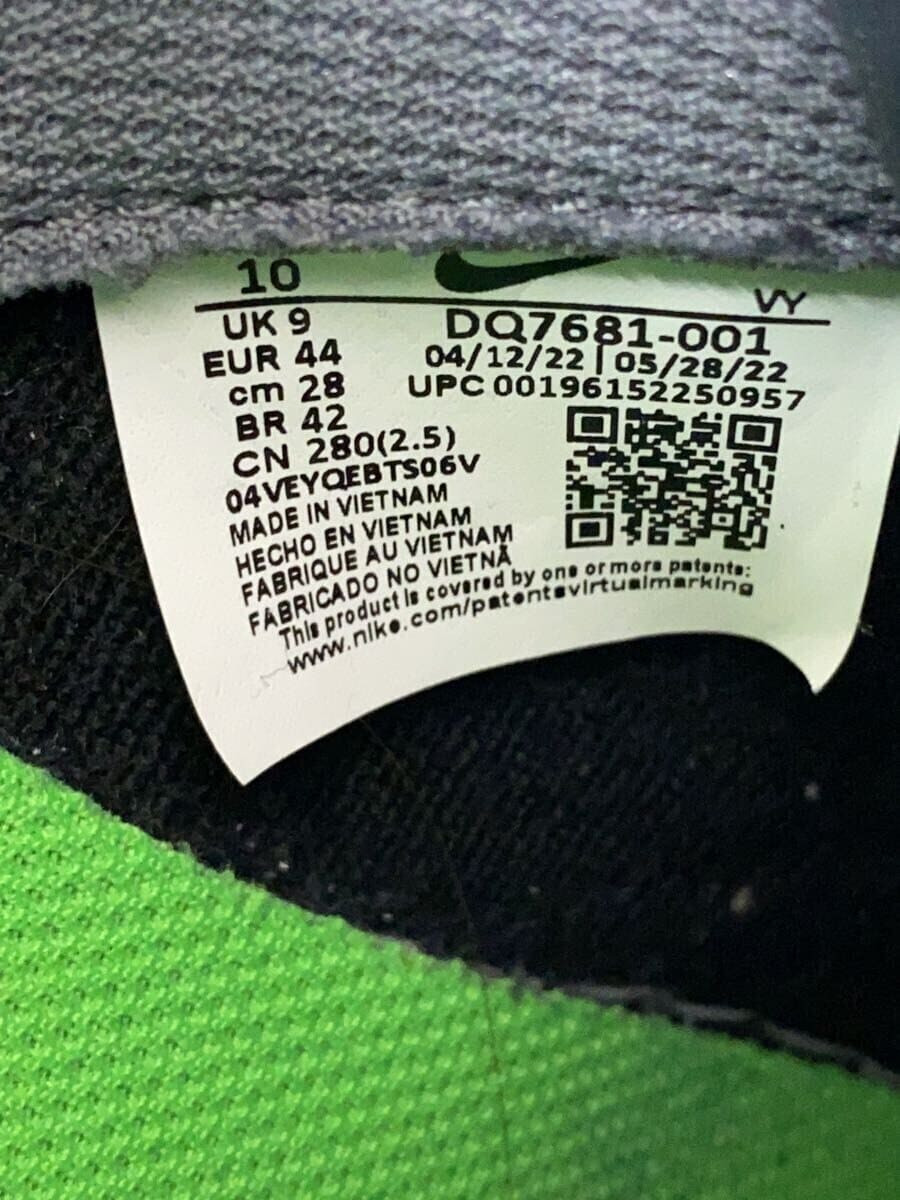 10
VY
UK 9
EUR 44
cm 28
BR 42
CN 280(2.5)
04VEYQEBTS06V
MADE IN VIETNAM
HECHO EN VIETNAM
FABRIQUE AU VIETNAM
FABRICADO NO VIETNÃ
DQ7681-001
04/12/22 | 05/28/22
UPC 00196152250957
This product is covered by one or more patents:
www.nike.com/patentsvirtualmarking